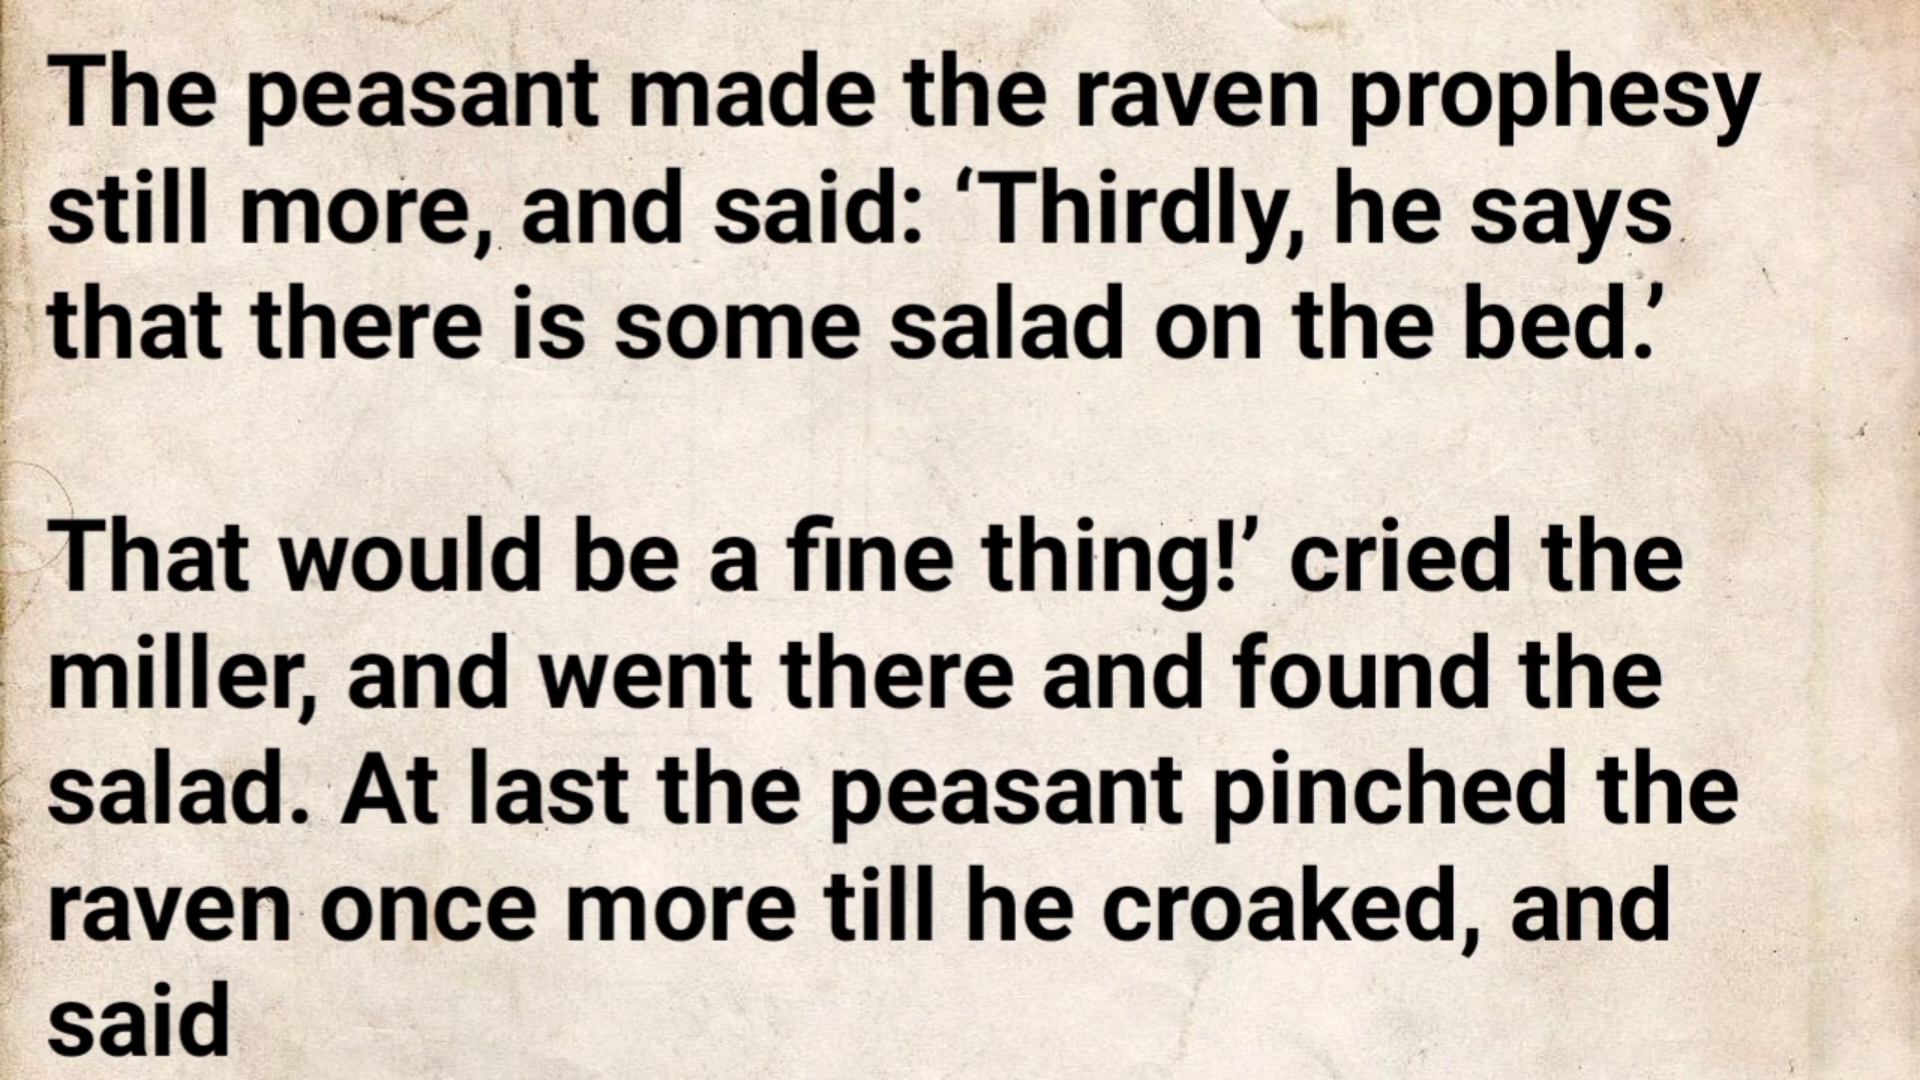 The peasant made the raven prophesy
still more, and said: ‘Thirdly, he says
that there is some salad on the bed.’
That would be a fine thing!’ cried the
miller, and went there and found the
salad. At last the peasant pinched the
raven once more till he croaked, and
said